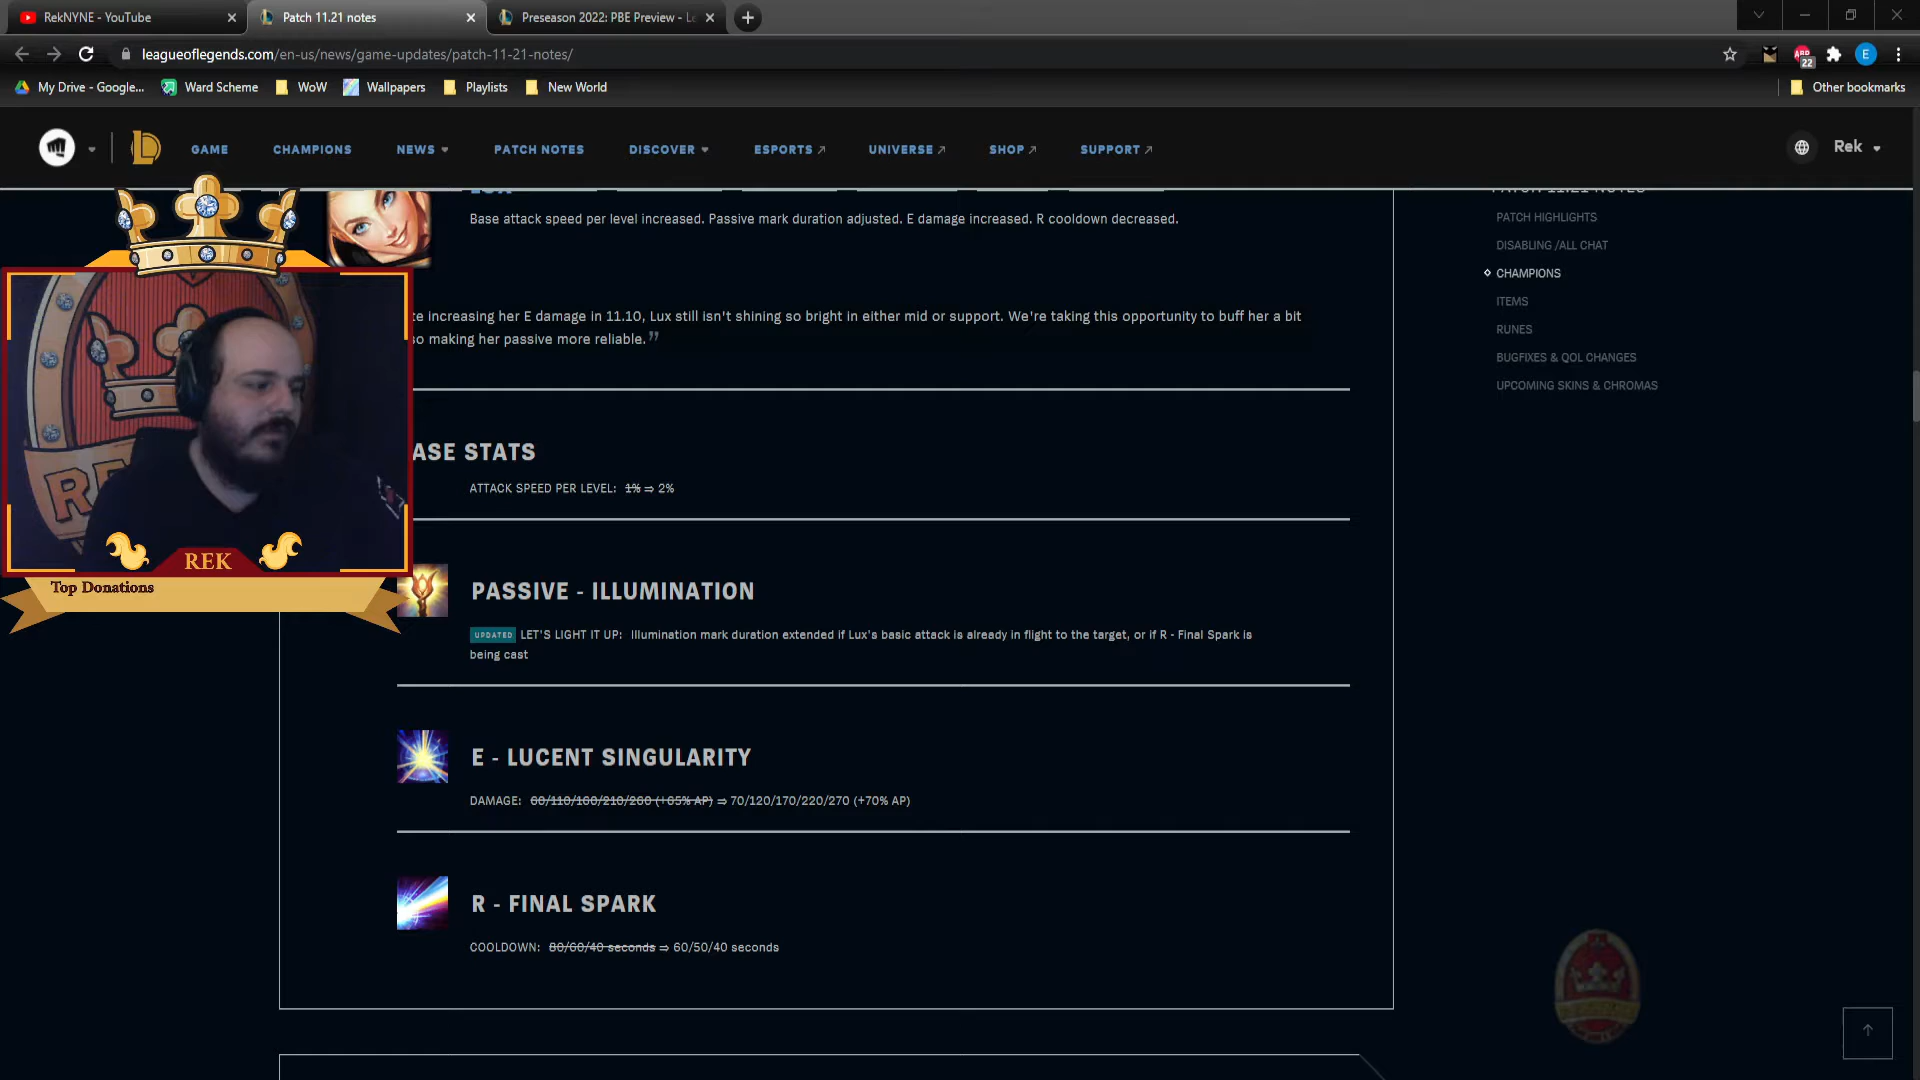 RekNYNE - YouTube
Patch 11.21 notes
Preseason 2022: PBE Preview - Le
leagueoflegends.com/en-us/news/game-updates/patch-11-21-notes/
22
E
My Drive - Google...
Ward Scheme
WoW
Wallpapers
Playlists
New World
Other bookmarks
GAME
CHAMPIONS
NEWS
PATCH NOTES
DISCOVER
ESPORTS
UNIVERSE
SHOP
SUPPORT
Rek
LUX
Base attack speed per level increased. Passive mark duration adjusted. E damage increased. R cooldown decreased.
increasing her E damage in 11.10, Lux still isn't shining so bright in either mid or support. We're taking this opportunity to buff her a bit
so making her passive more reliable.”
ASE STATS
ATTACK SPEED PER LEVEL: 1% ⇒ 2%
PASSIVE - ILLUMINATION
UPDATED LET'S LIGHT IT UP: Illumination mark duration extended if Lux's basic attack is already in flight to the target, or if R - Final Spark is
being cast
E - LUCENT SINGULARITY
DAMAGE: 60/110/160/210/260 (+65% AP) ⇒ 70/120/170/220/270 (+70% AP)
R - FINAL SPARK
COOLDOWN: 80/60/40 seconds ⇒ 60/50/40 seconds
PATCH 11.21 NOTES
PATCH HIGHLIGHTS
DISABLING /ALL CHAT
CHAMPIONS
ITEMS
RUNES
BUGFIXES & QOL CHANGES
UPCOMING SKINS & CHROMAS
REK
Top Donations